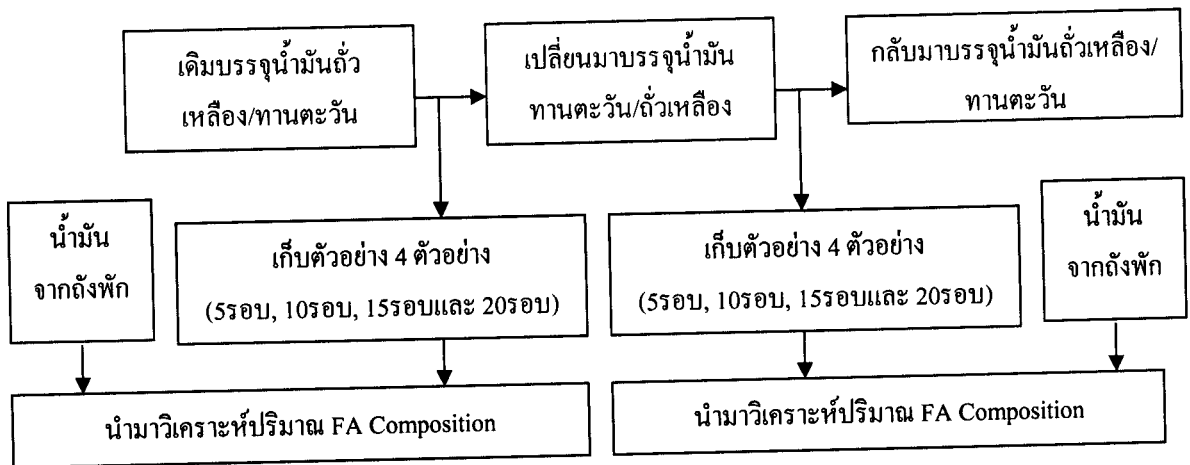 เดิมบรรจุน้ำมันถั่ว
เหลือง/ทานตะวัน
เปลี่ยนมาบรรจุน้ำมัน
ทานตะวัน/ถั่วเหลือง
กลับมาบรรจุน้ำมันถั่วเหลือง/
ทานตะวัน
น้ำมัน
จากถังพัก
เก็บตัวอย่าง 4 ตัวอย่าง
(5รอบ, 10รอบ, 15รอบและ 20รอบ)
เก็บตัวอย่าง 4 ตัวอย่าง
(5รอบ, 10รอบ, 15รอบและ 20รอบ)
น้ำมัน
จากถังพัก
นำมาวิเคราะห์ปริมาณ FA Composition
นำมาวิเคราะห์ปริมาณ FA Composition